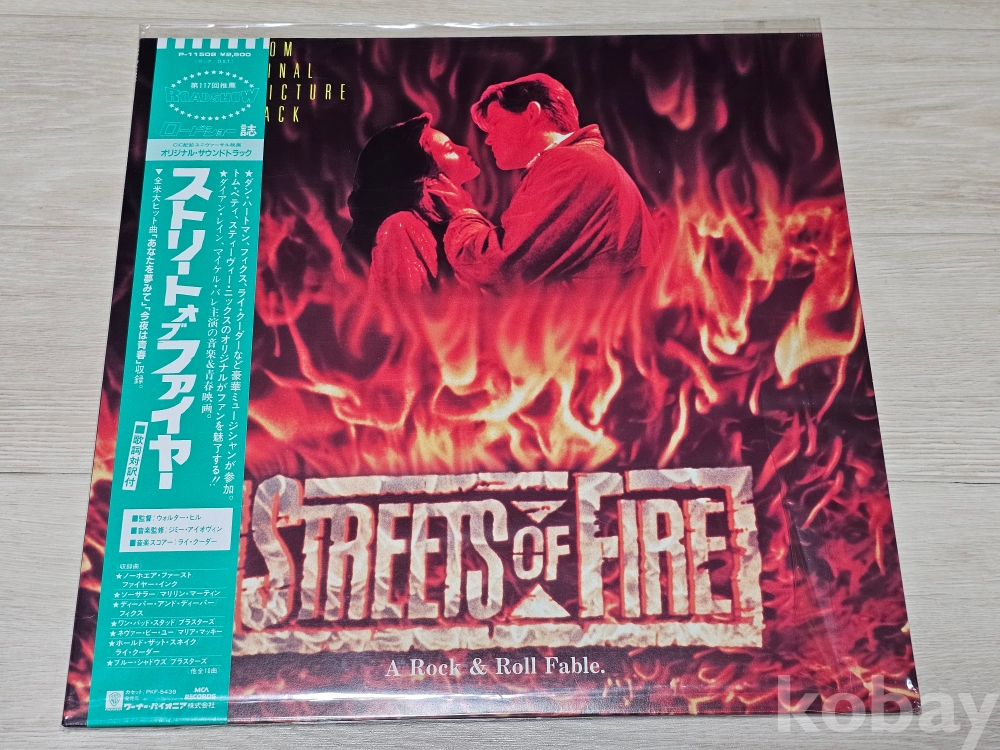 P-11508 ¥2,500
第117回推薦
ROADSHOW
ロードショー誌
CIC配給ユニヴァーサル映画
オリジナル・サウンドトラック
ストリート・オブ・ファイヤー
★ダン・ハートマン、フィクス、ライ・クーダーなど豪華ミュージシャンが参加。
トム・ペティ、スティーヴィー・ニックスのオリジナルがファンを魅了する!!
★ダイアン・レイン、マイケル・パレ主演の音楽&青春映画。
▼全米大ヒット曲「あなたを夢みて」「今夜は青春」収録。
■歌詞対訳付
■監督:ウォルター・ヒル
■音楽監修:ジミー・アイオヴィン
■音楽スコアー:ライ・クーダー
収録曲
★ノーホエア・ファースト
ファイヤー・インク
★ソーサラー マリリン・マーティン
★ディーパー・アンド・ディーパー
フィクス
★ワン・バッド・スタッド ブラスターズ
★ネヴァー・ビー・ユー マリア・マッキー
★ホールド・ザット・スネイク
ライ・クーダー
★ブルー・シャドウズ ブラスターズ
(他全10曲)
カセット:PKF-5439
発売元
ワーナー・パイオニア株式会社
MCA
RECORDS
OM
INAL
ICTURE
ACK
STREETS OF FIRE
A Rock & Roll Fable.
kobay